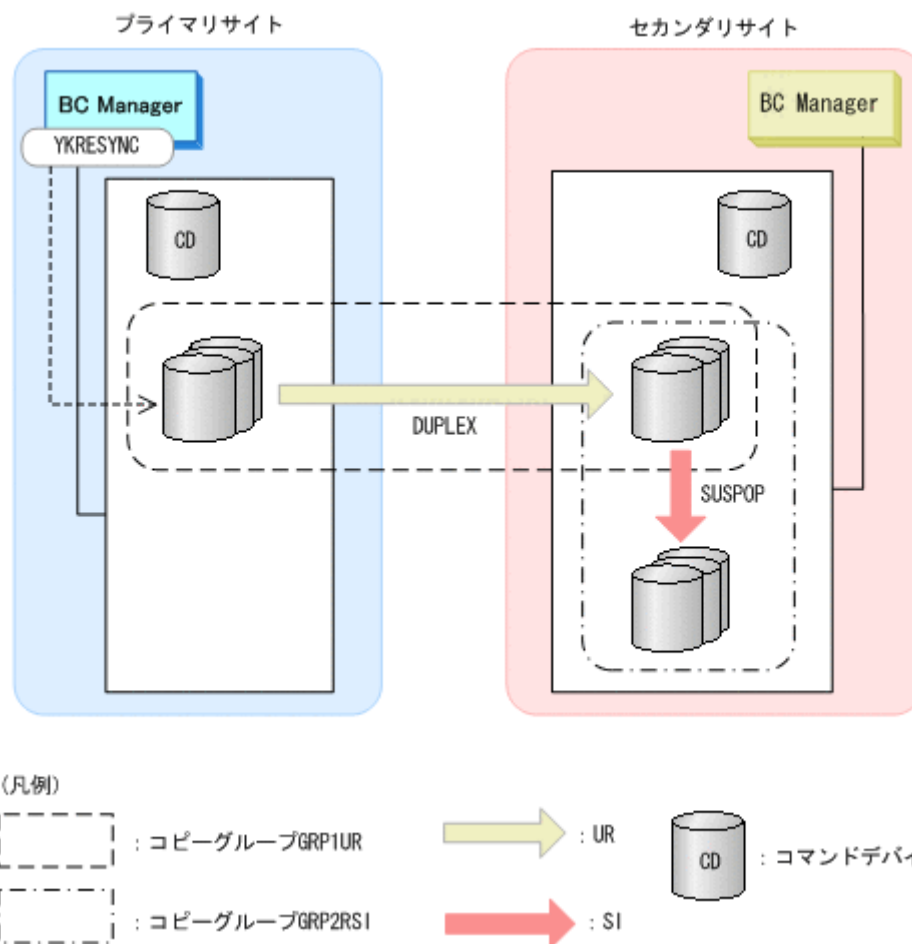 プライマリサイト
セカンダリサイト
BC Manager
BC Manager
YKRESYNC
CD
CD
DUPLEX
SUSPOP
(凡例)
: コピーグループGRP1UR
: UR
CD
: コマンドデバイ
: コピーグループGRP2RSI
: SI